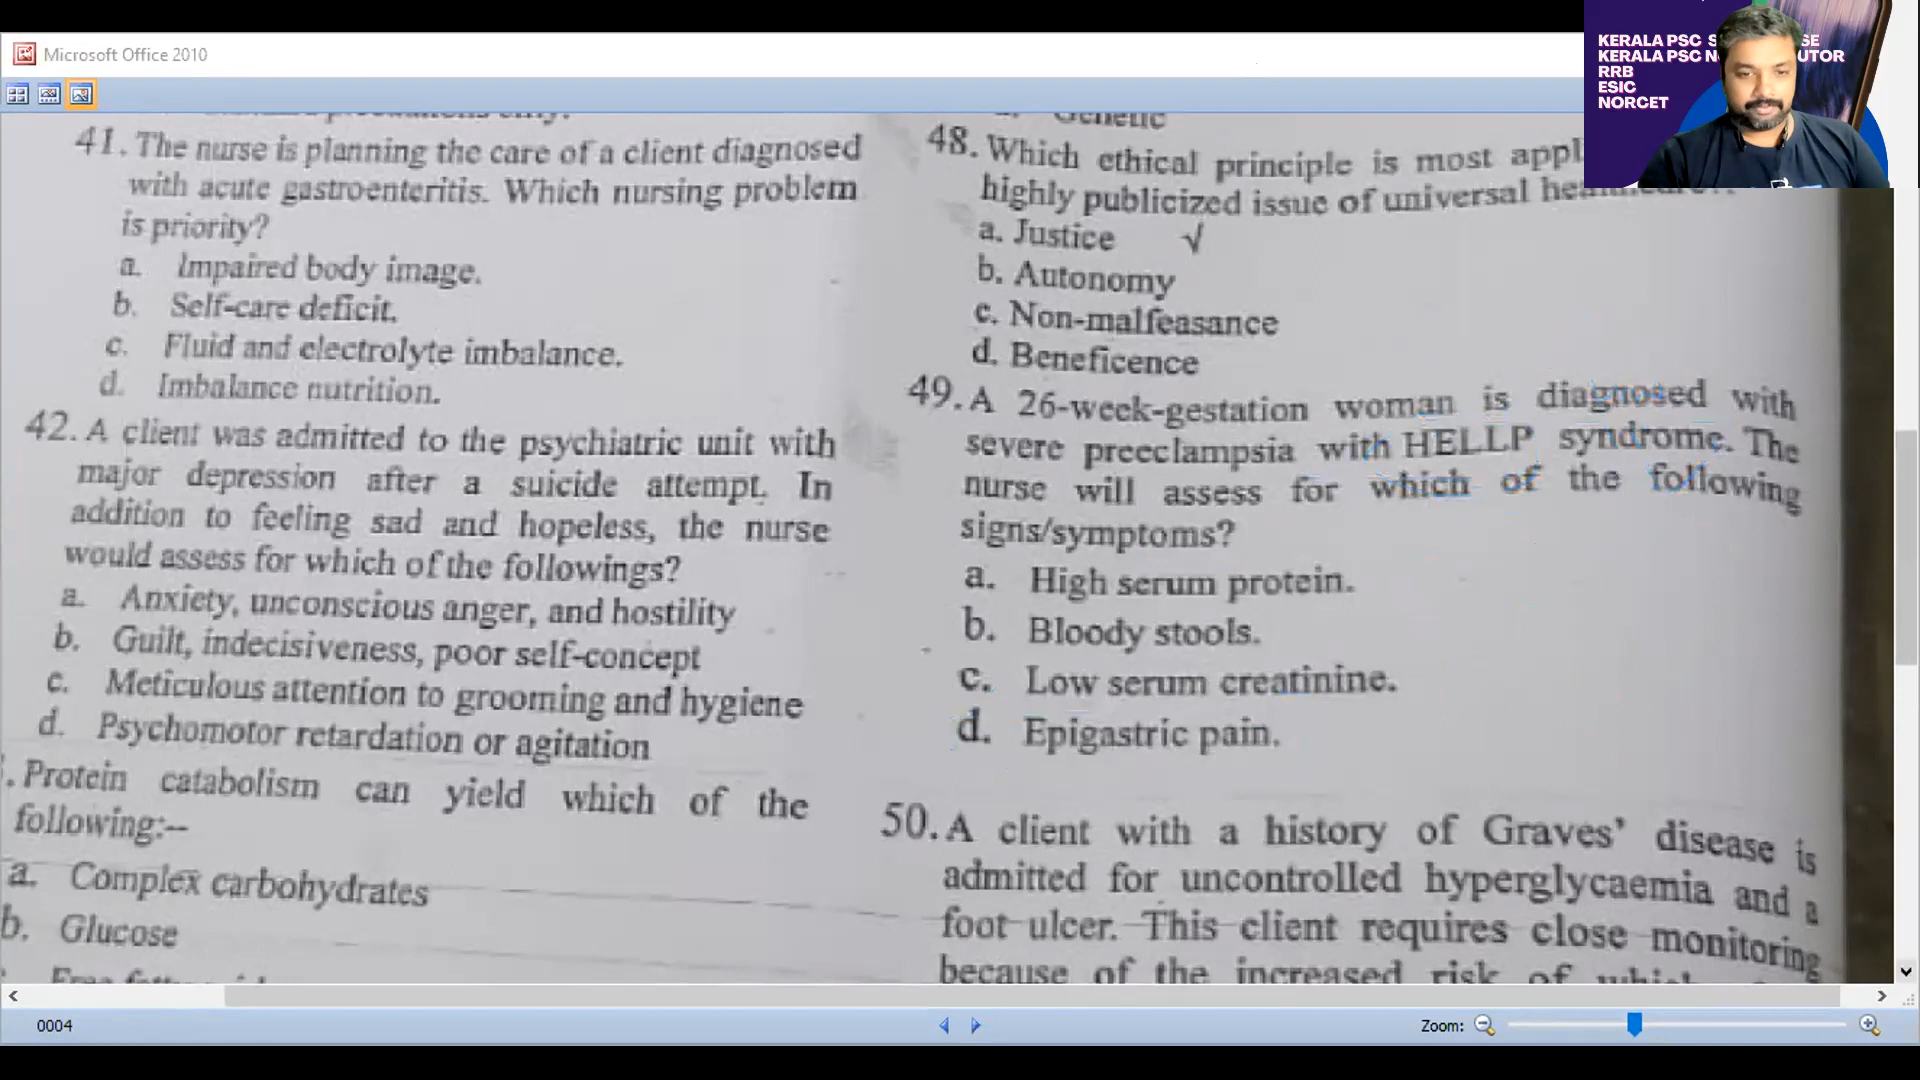 Microsoft Office 2010
KERALA PSC S SE
KERALA PSC N UTOR
RRB
ESIC
NORCET
41. The nurse is planning the care of a client diagnosed
with acute gastroenteritis. Which nursing problem
is priority?
a. Impaired body image.
b. Self-care deficit.
c. Fluid and electrolyte imbalance.
d. Imbalance nutrition.
42. A client was admitted to the psychiatric unit with
major depression after a suicide attempt. In
addition to feeling sad and hopeless, the nurse
would assess for which of the followings?
a. Anxiety, unconscious anger, and hostility
b. Guilt, indecisiveness, poor self-concept
c. Meticulous attention to grooming and hygiene
d. Psychomotor retardation or agitation
. Protein catabolism can yield which of the
following:--
a. Complex carbohydrates
b. Glucose
Genetic
48. Which ethical principle is most appl
highly publicized issue of universal
a. Justice √
b. Autonomy
c. Non-malfeasance
d. Beneficence
49. A 26-week-gestation woman is diagnosed with
severe preeclampsia with HELLP syndrome. The
nurse will assess for which of the following
signs/symptoms?
a. High serum protein.
b. Bloody stools.
c. Low serum creatinine.
d. Epigastric pain.
50. A client with a history of Graves' disease is
admitted for uncontrolled hyperglycaemia and a
foot ulcer. This client requires close monitoring
because of the increased risk of which
0004
Zoom: